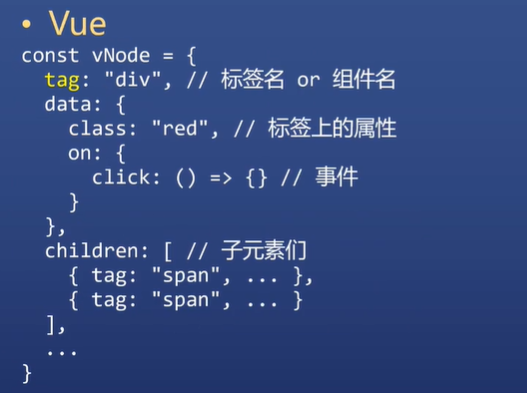 • Vue
const vNode = {
  tag: "div", // 标签名 or 组件名
  data: {
    class: "red", // 标签上的属性
    on: {
      click: () => {} // 事件
    }
  },
  children: [ // 子元素们
    { tag: "span", ... },
    { tag: "span", ... }
  ],
  ...
}